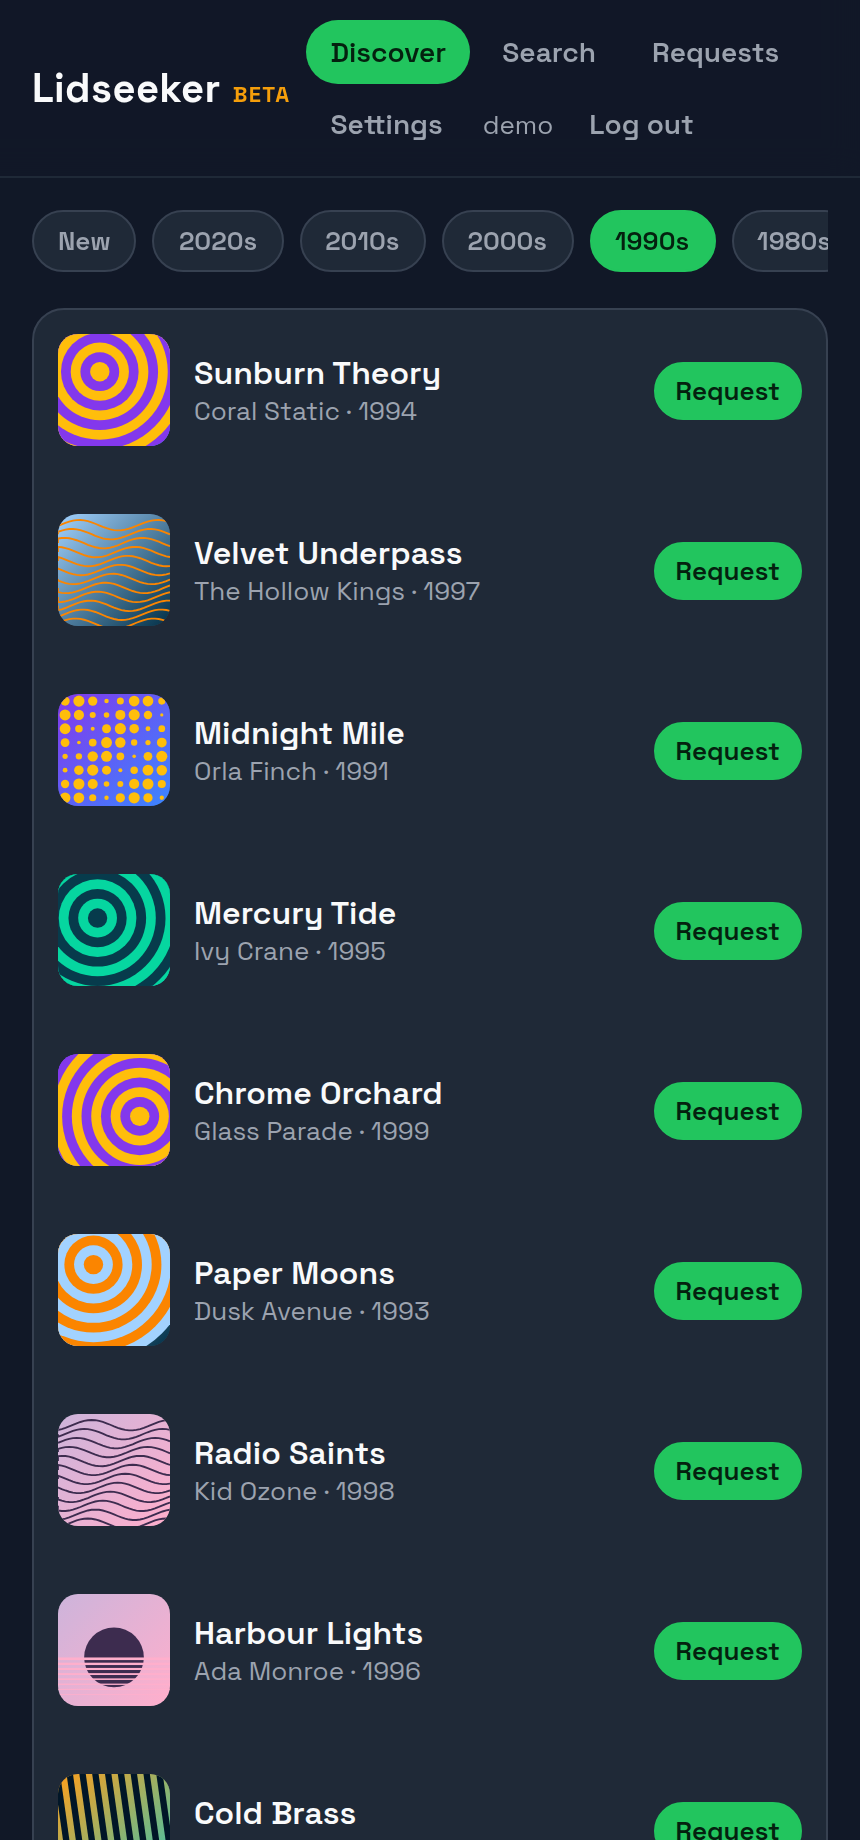 Lidseeker BETA
Discover Search Requests
Settings demo Log out
New 2020s 2010s 2000s 1990s 1980s
Sunburn Theory
Coral Static · 1994
Request
Velvet Underpass
The Hollow Kings · 1997
Request
Midnight Mile
Orla Finch · 1991
Request
Mercury Tide
Ivy Crane · 1995
Request
Chrome Orchard
Glass Parade · 1999
Request
Paper Moons
Dusk Avenue · 1993
Request
Radio Saints
Kid Ozone · 1998
Request
Harbour Lights
Ada Monroe · 1996
Request
Cold Brass
Request